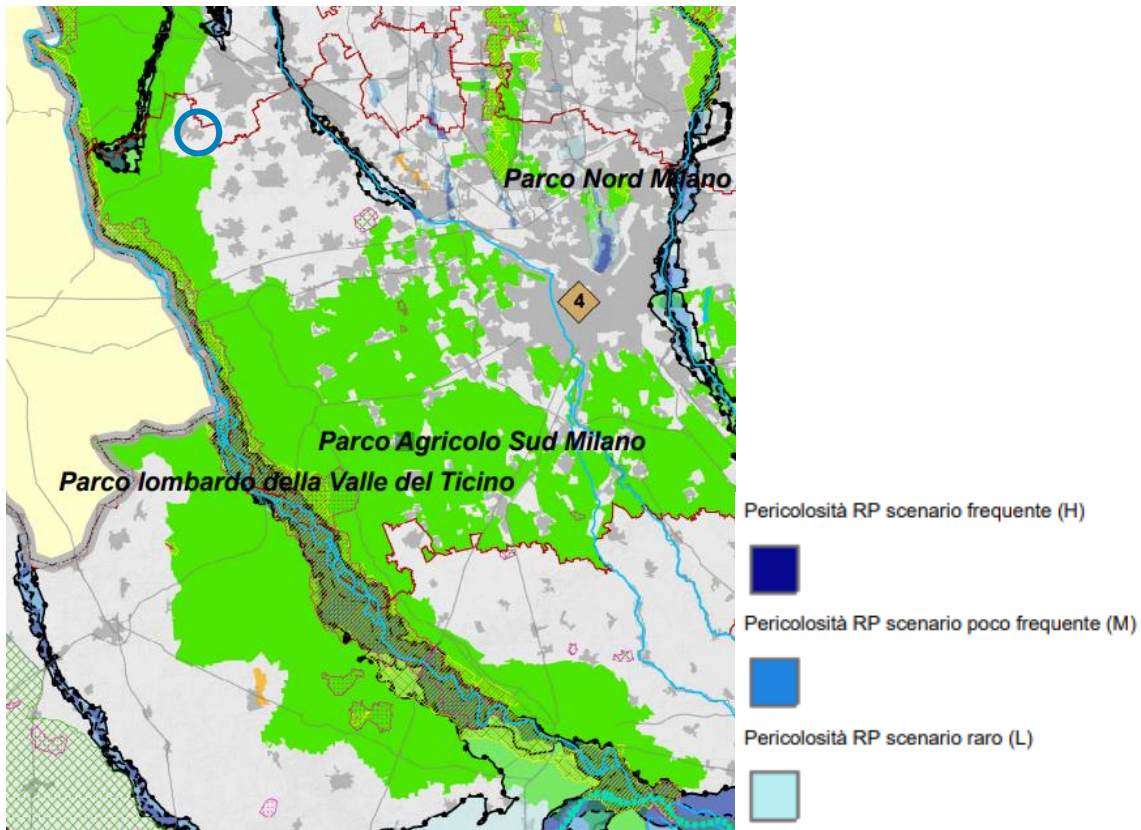 Parco Nord Milano
4
Parco Agricolo Sud Milano
Parco lombardo della Valle del Ticino
Pericolosità RP scenario frequente (H)
Pericolosità RP scenario poco frequente (M)
Pericolosità RP scenario raro (L)